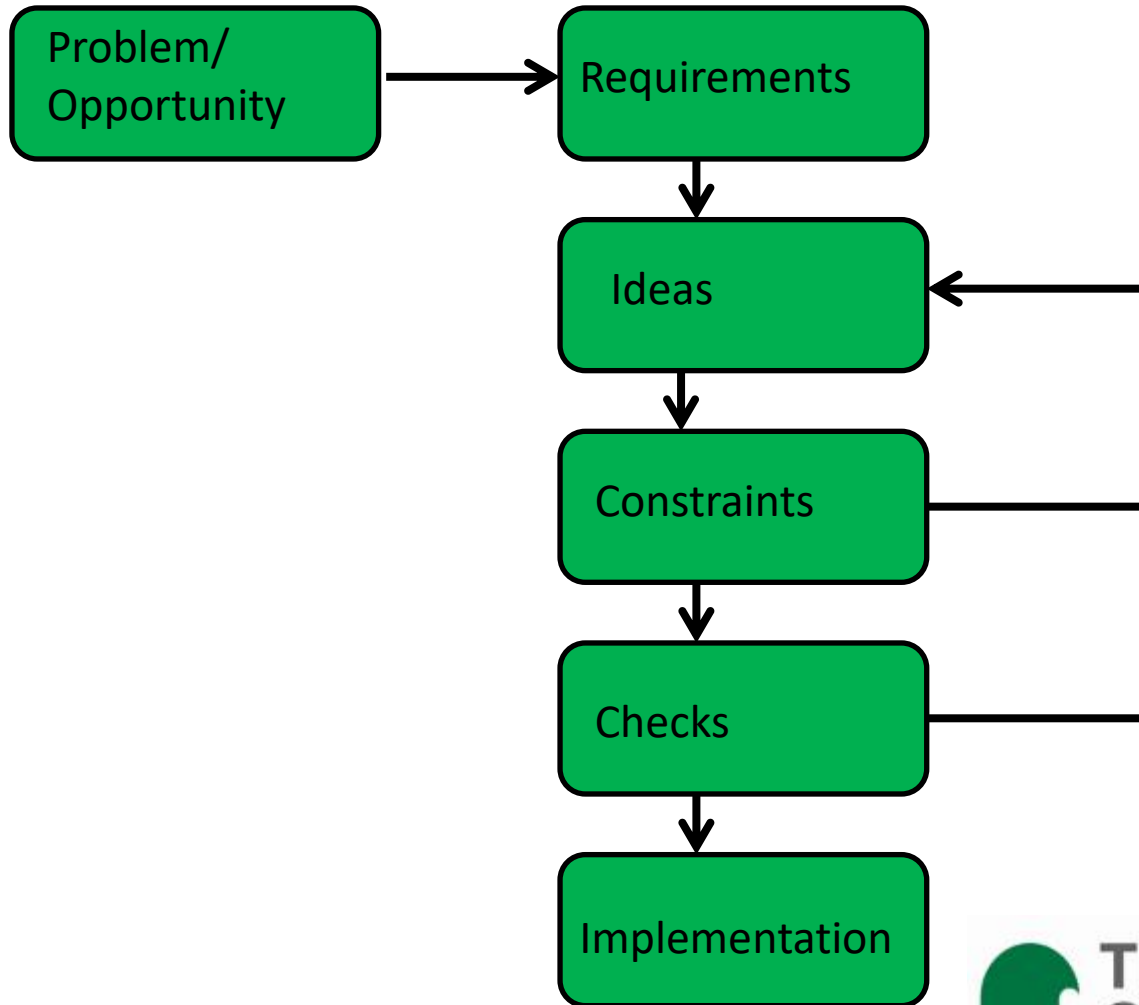 Problem/
Opportunity
Requirements
Ideas
Constraints
Checks
Implementation